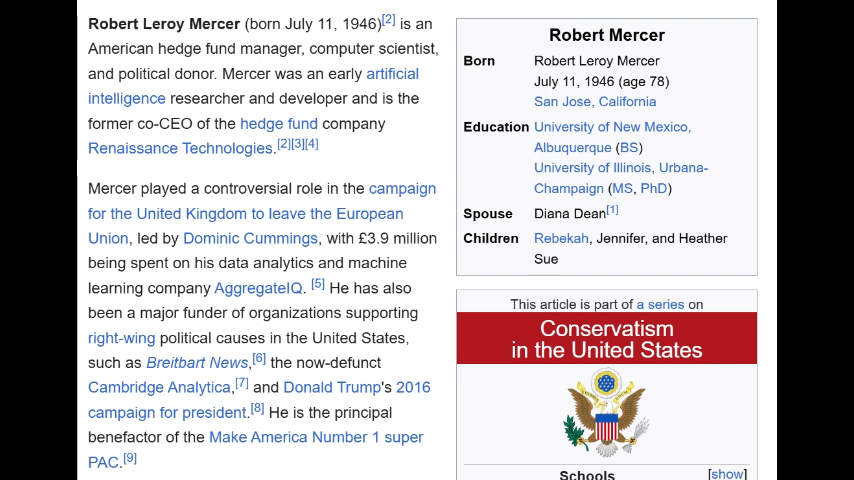 Robert Leroy Mercer (born July 11, 1946)[2] is an
American hedge fund manager, computer scientist,
and political donor. Mercer was an early artificial
intelligence researcher and developer and is the
former co-CEO of the hedge fund company
Renaissance Technologies.[2][3][4]
Mercer played a controversial role in the campaign
for the United Kingdom to leave the European
Union, led by Dominic Cummings, with £3.9 million
being spent on his data analytics and machine
learning company AggregateIQ. [5] He has also
been a major funder of organizations supporting
right-wing political causes in the United States,
such as Breitbart News,[6] the now-defunct
Cambridge Analytica,[7] and Donald Trump's 2016
campaign for president.[8] He is the principal
benefactor of the Make America Number 1 super
PAC.[9]
Robert Mercer
Born Robert Leroy Mercer
July 11, 1946 (age 78)
San Jose, California
Education University of New Mexico,
Albuquerque (BS)
University of Illinois, Urbana-
Champaign (MS, PhD)
Spouse Diana Dean[1]
Children Rebekah, Jennifer, and Heather
Sue
This article is part of a series on
Conservatism
in the United States
Schools [show]